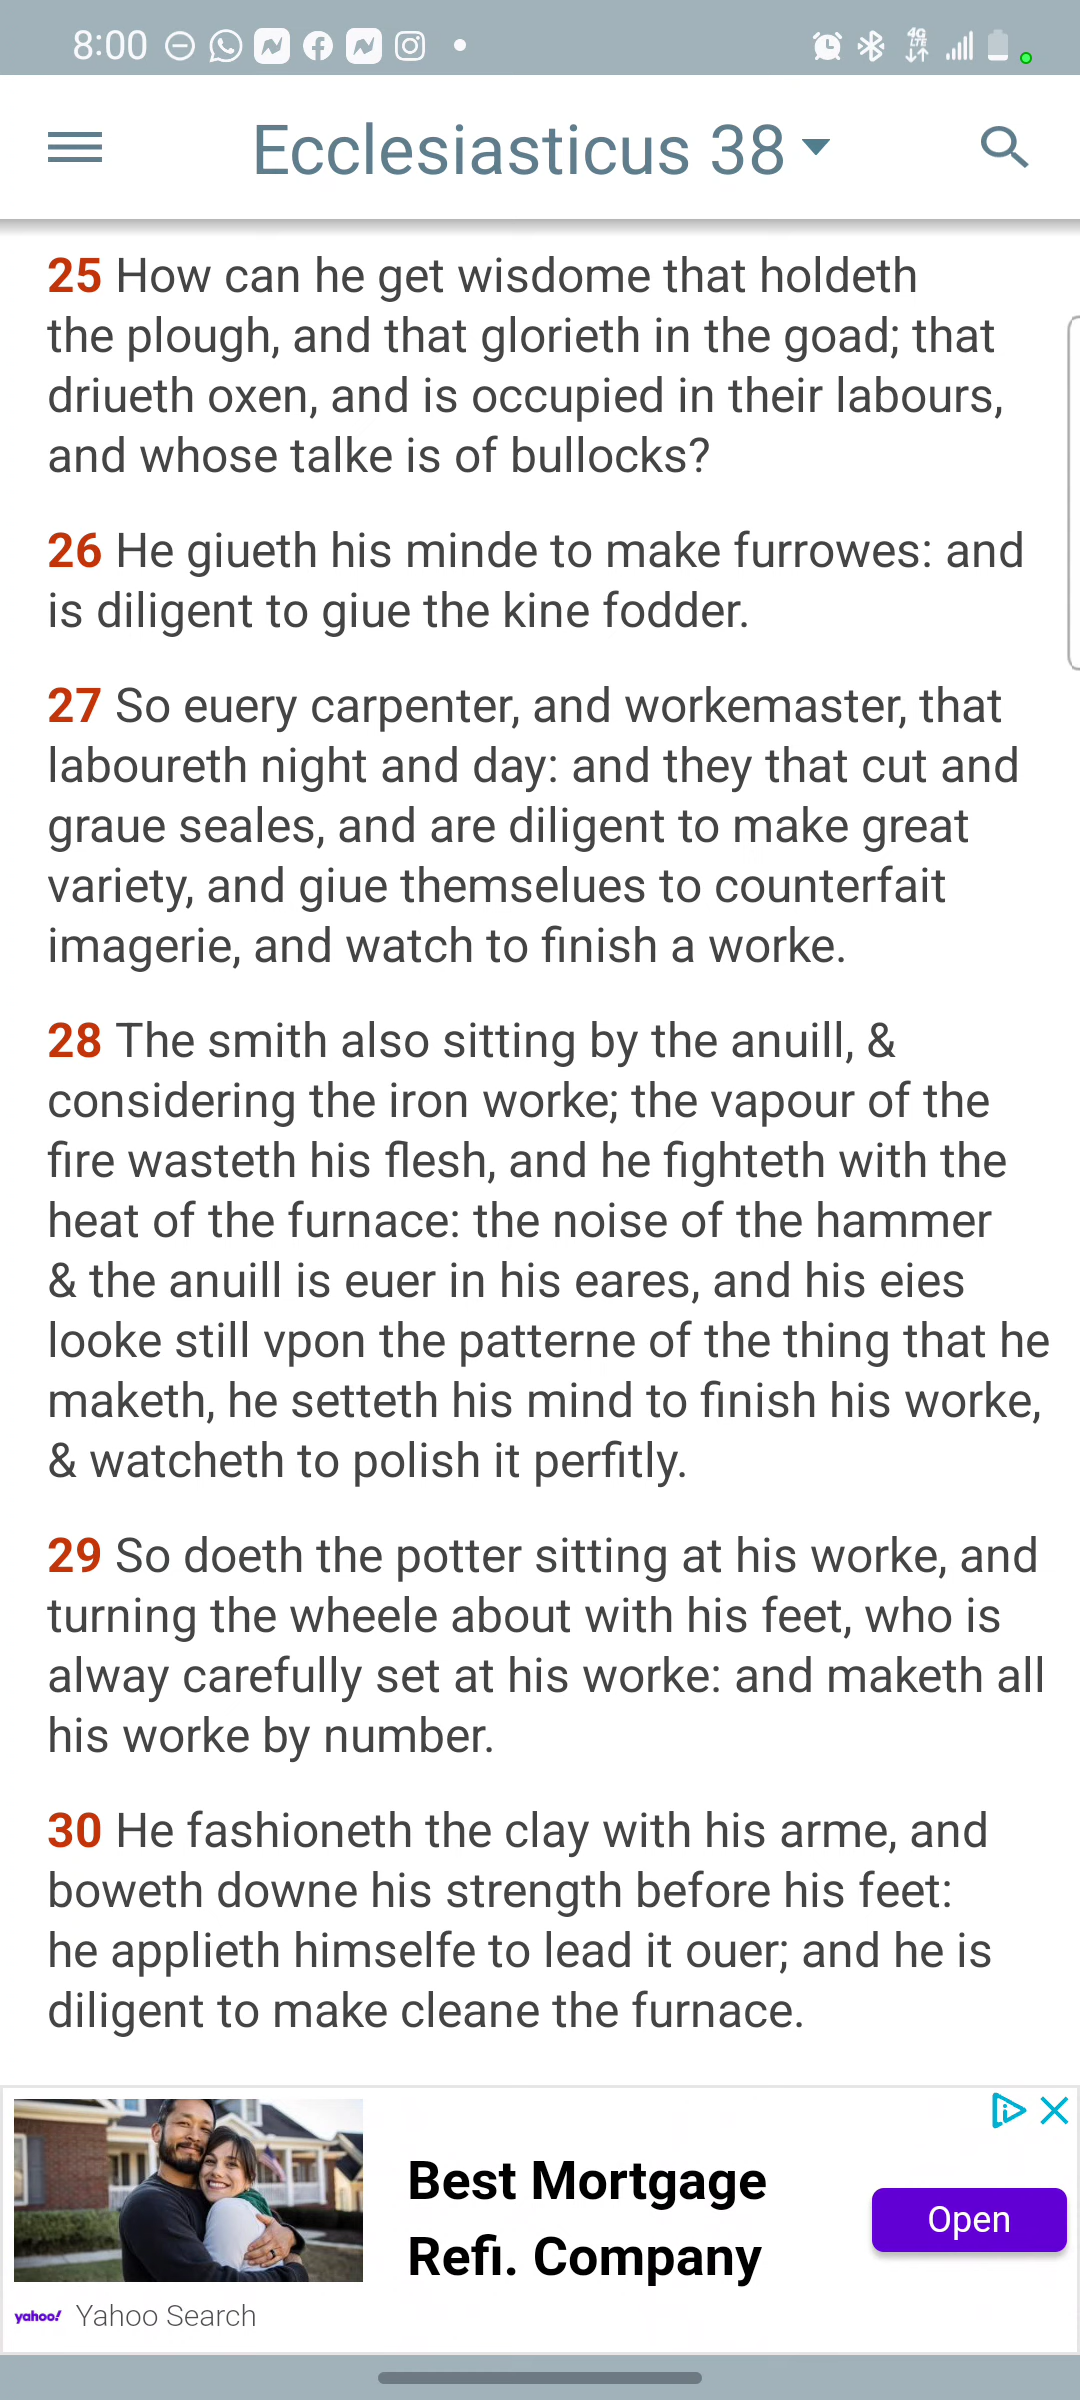 8:00
4G
LTE
Ecclesiasticus 38
25 How can he get wisdome that holdeth
the plough, and that glorieth in the goad; that
driueth oxen, and is occupied in their labours,
and whose talke is of bullocks?
26 He giueth his minde to make furrowes: and
is diligent to giue the kine fodder.
27 So euery carpenter, and workemaster, that
laboureth night and day: and they that cut and
graue seales, and are diligent to make great
variety, and giue themselues to counterfait
imagerie, and watch to finish a worke.
28 The smith also sitting by the anuill, &
considering the iron worke; the vapour of the
fire wasteth his flesh, and he fighteth with the
heat of the furnace: the noise of the hammer
& the anuill is euer in his eares, and his eies
looke still vpon the patterne of the thing that he
maketh, he setteth his mind to finish his worke,
& watcheth to polish it perfitly.
29 So doeth the potter sitting at his worke, and
turning the wheele about with his feet, who is
alway carefully set at his worke: and maketh all
his worke by number.
30 He fashioneth the clay with his arme, and
boweth downe his strength before his feet:
he applieth himselfe to lead it ouer; and he is
diligent to make cleane the furnace.
Best Mortgage
Refi. Company
Open
yahoo! Yahoo Search